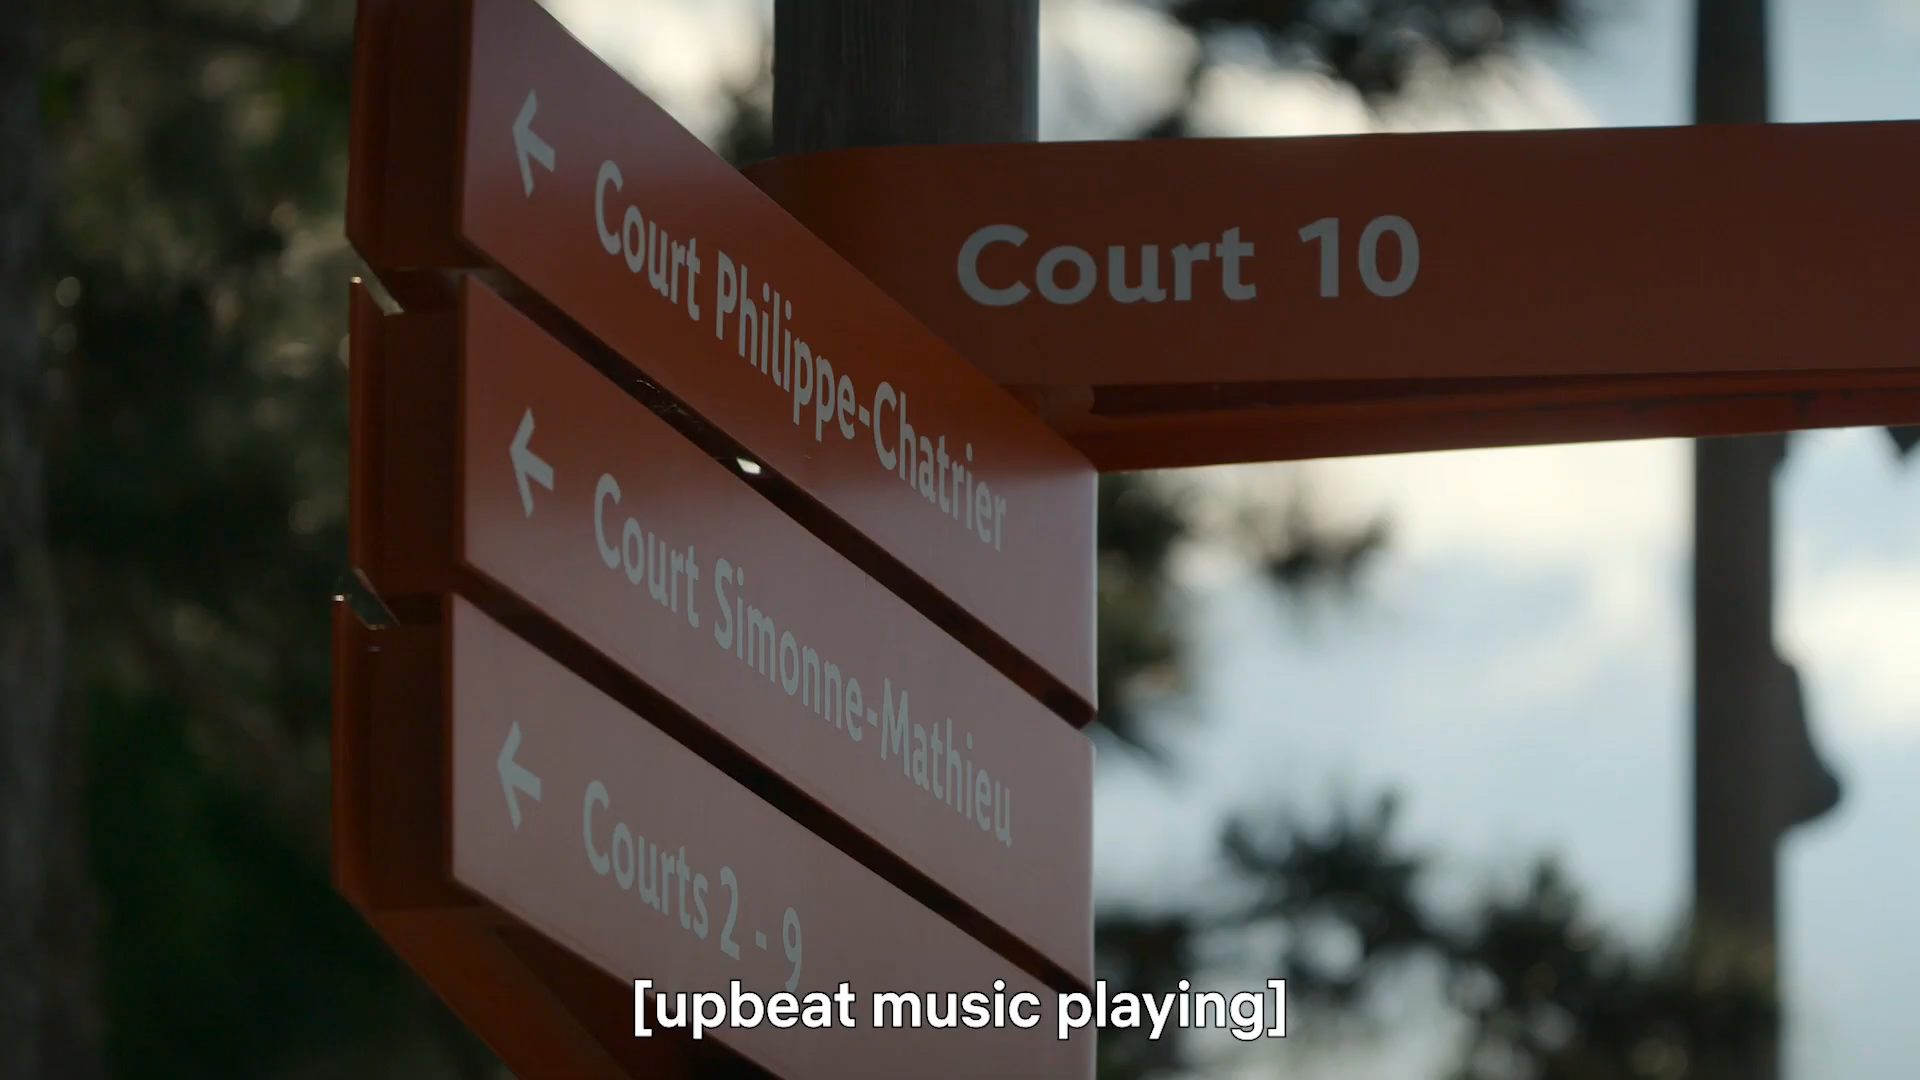 ← Court Philippe-Chatrier
Court 10
← Court Simonne-Mathieu
← Courts 2 - 9
[upbeat music playing]